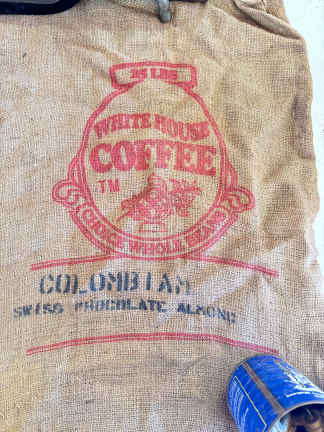 25 LBS
WHITE HOUSE
COFFEE
TM
CHOICE WHOLE BEANS
COLOMBIAN
SWISS CHOCOLATE ALMOND